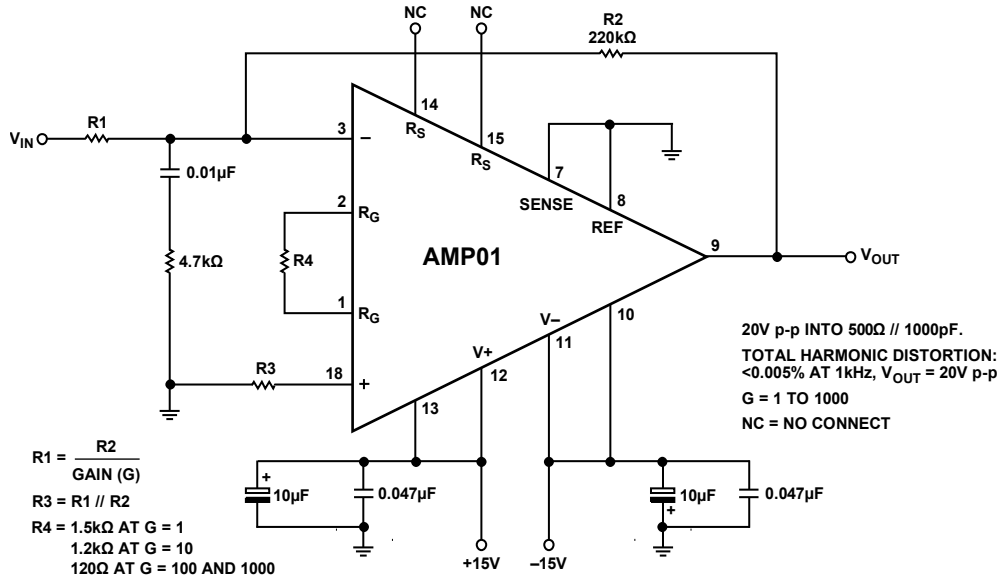 NC
NC
R2
220kΩ
14
RS
15
RS
VIN
R1
3
–
7
SENSE
8
REF
0.01µF
2
RG
R4
4.7kΩ
AMP01
9
VOUT
1
RG
V–
10
11
V+
12
R3
18
+
13
20V p-p INTO 500Ω // 1000pF.
TOTAL HARMONIC DISTORTION:
<0.005% AT 1kHz, VOUT = 20V p-p
G = 1 TO 1000
NC = NO CONNECT
R1 = R2
GAIN (G)
R3 = R1 // R2
R4 = 1.5kΩ AT G = 1
1.2kΩ AT G = 10
120Ω AT G = 100 AND 1000
+
10µF
0.047µF
10µF
+
0.047µF
+15V
–15V